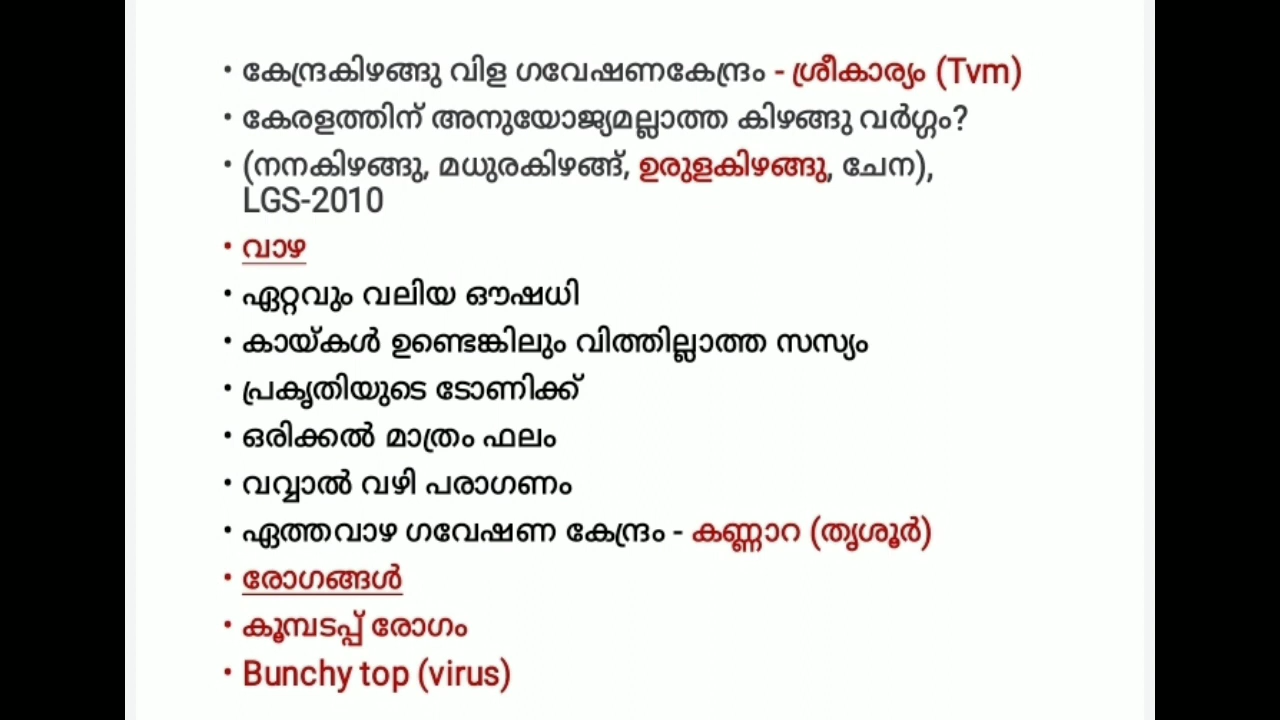 • കേന്ദ്രകിഴങ്ങു വിള ഗവേഷണകേന്ദ്രം - ശ്രീകാര്യം (Tvm)
• കേരളത്തിന് അനുയോജ്യമല്ലാത്ത കിഴങ്ങു വർഗ്ഗം?
• (നനകിഴങ്ങു, മധുരകിഴങ്ങ്, ഉരുളകിഴങ്ങു, ചേന),
LGS-2010
• വാഴ
• ഏറ്റവും വലിയ ഔഷധി
• കായ്കൾ ഉണ്ടെങ്കിലും വിത്തില്ലാത്ത സസ്യം
• പ്രകൃതിയുടെ ടോണിക്ക്
• ഒരിക്കൽ മാത്രം ഫലം
• വവ്വാൽ വഴി പരാഗണം
• ഏത്തവാഴ ഗവേഷണ കേന്ദ്രം - കണ്ണാറ (തൃശൂർ)
• രോഗങ്ങൾ
• കൂമ്പടപ്പ് രോഗം
• Bunchy top (virus)